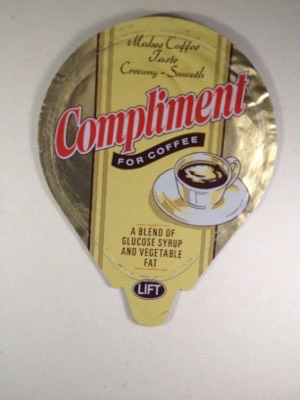 Makes Coffee
Taste
Creamy-Smooth
Compliment
FOR COFFEE
A BLEND OF
GLUCOSE SYRUP
AND VEGETABLE
FAT
LIFT